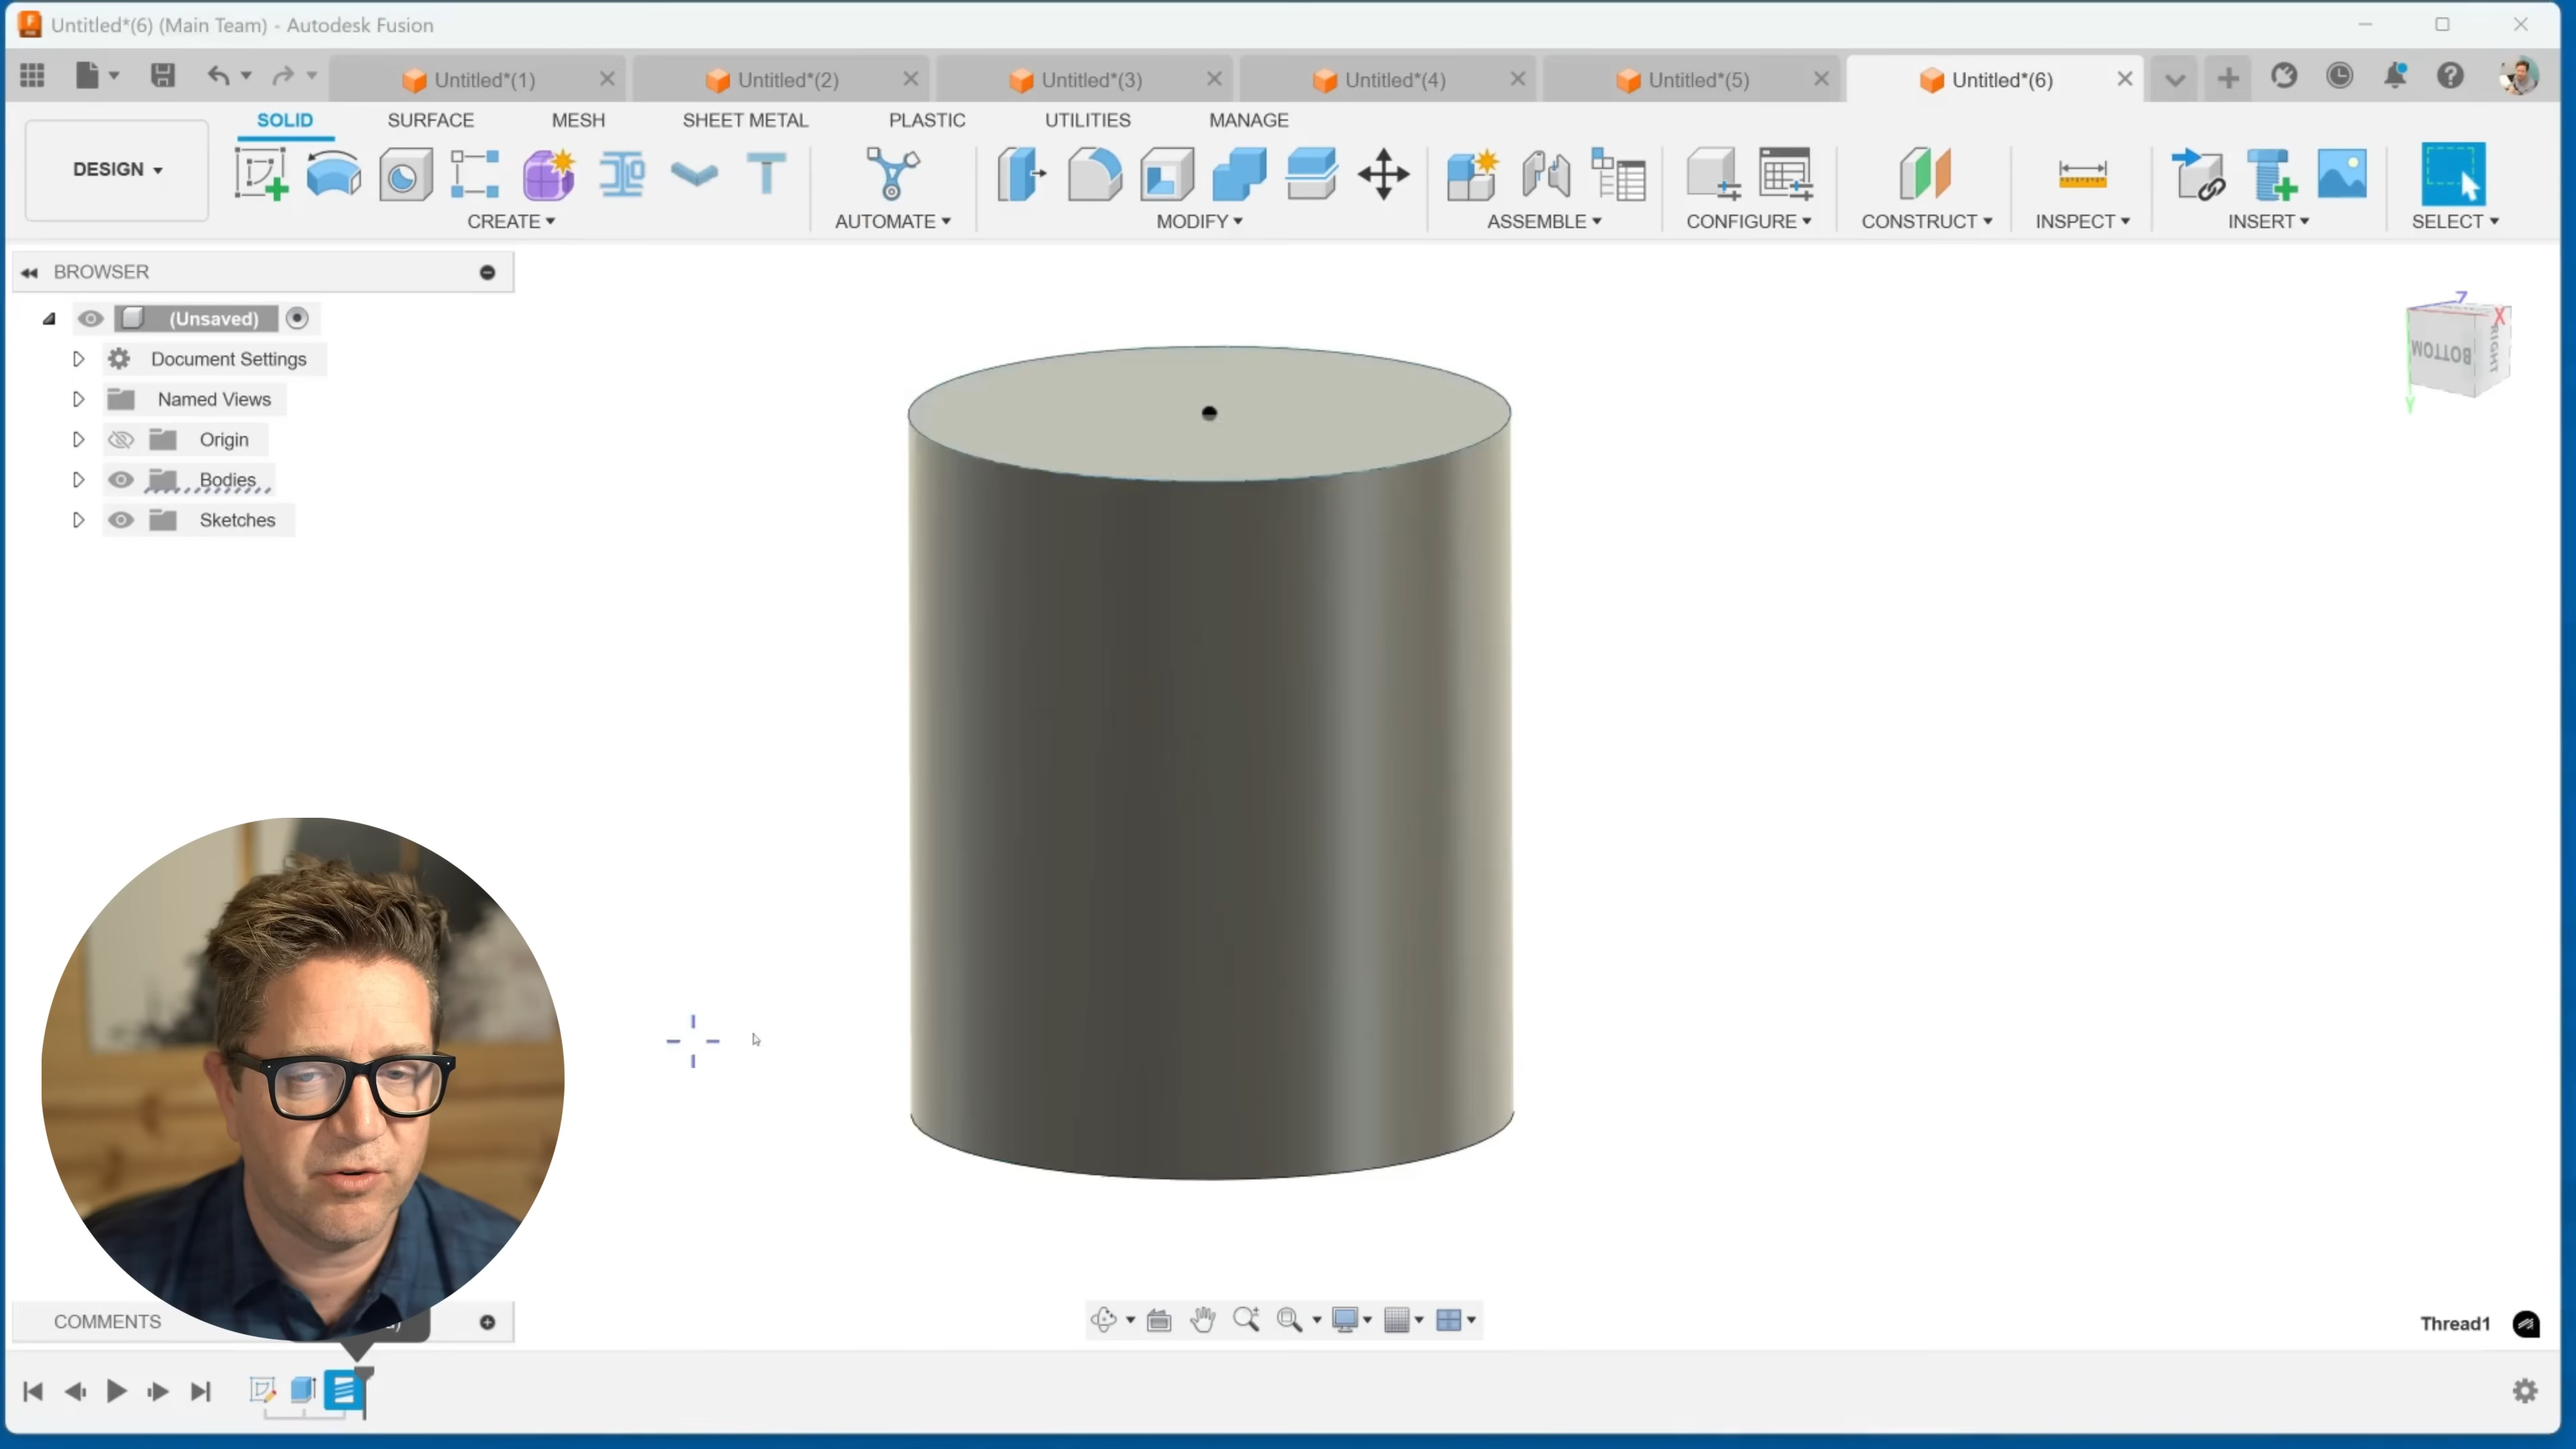 Untitled*(6) (Main Team) - Autodesk Fusion
Untitled*(1) Untitled*(2) Untitled*(3) Untitled*(4) Untitled*(5) Untitled*(6)
SOLID SURFACE MESH SHEET METAL PLASTIC UTILITIES MANAGE
DESIGN
CREATE AUTOMATE MODIFY ASSEMBLE CONFIGURE CONSTRUCT INSPECT INSERT SELECT
BROWSER
(Unsaved)
Document Settings
Named Views
Origin
Bodies
Sketches
Z
X
BOTTOM
RIGHT
Y
COMMENTS
Thread1